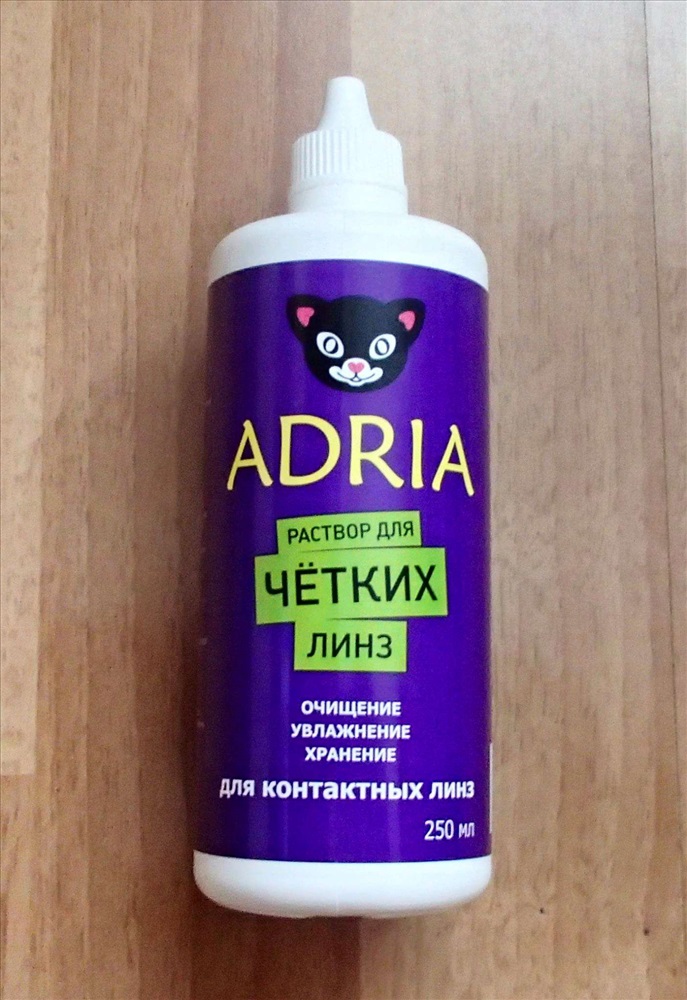 ADRIA
РАСТВОР ДЛЯ
ЧЁТКИХ
ЛИНЗ
ОЧИЩЕНИЕ
УВЛАЖНЕНИЕ
ХРАНЕНИЕ
для контактных линз
250 мл